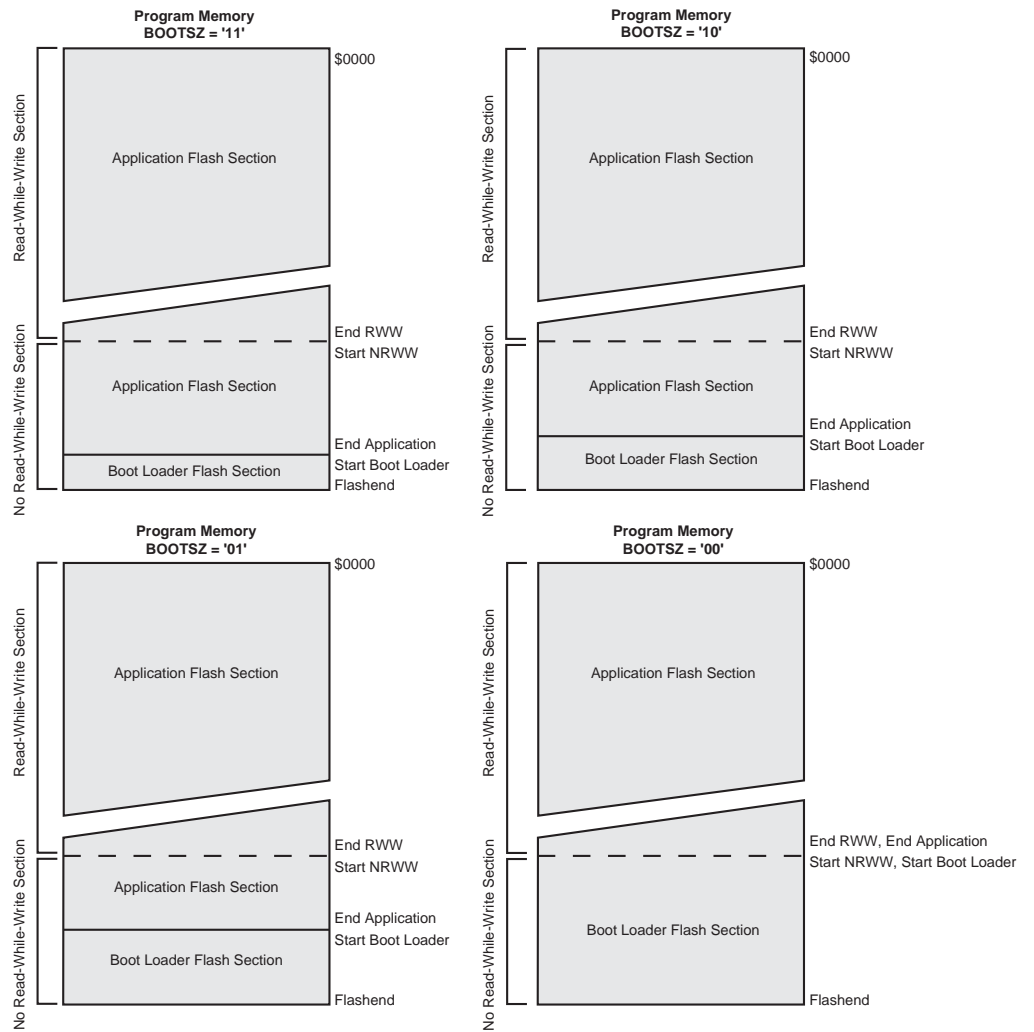 Program Memory
BOOTSZ = '11'
$0000
Read-While-Write Section
Application Flash Section
End RWW
Start NRWW
No Read-While-Write Section
Application Flash Section
End Application
Start Boot Loader
Boot Loader Flash Section
Flashend
Program Memory
BOOTSZ = '10'
$0000
Read-While-Write Section
Application Flash Section
End RWW
Start NRWW
No Read-While-Write Section
Application Flash Section
End Application
Start Boot Loader
Boot Loader Flash Section
Flashend
Program Memory
BOOTSZ = '01'
$0000
Read-While-Write Section
Application Flash Section
End RWW
Start NRWW
No Read-While-Write Section
Application Flash Section
End Application
Start Boot Loader
Boot Loader Flash Section
Flashend
Program Memory
BOOTSZ = '00'
$0000
Read-While-Write Section
Application Flash Section
End RWW, End Application
Start NRWW, Start Boot Loader
No Read-While-Write Section
Boot Loader Flash Section
Flashend